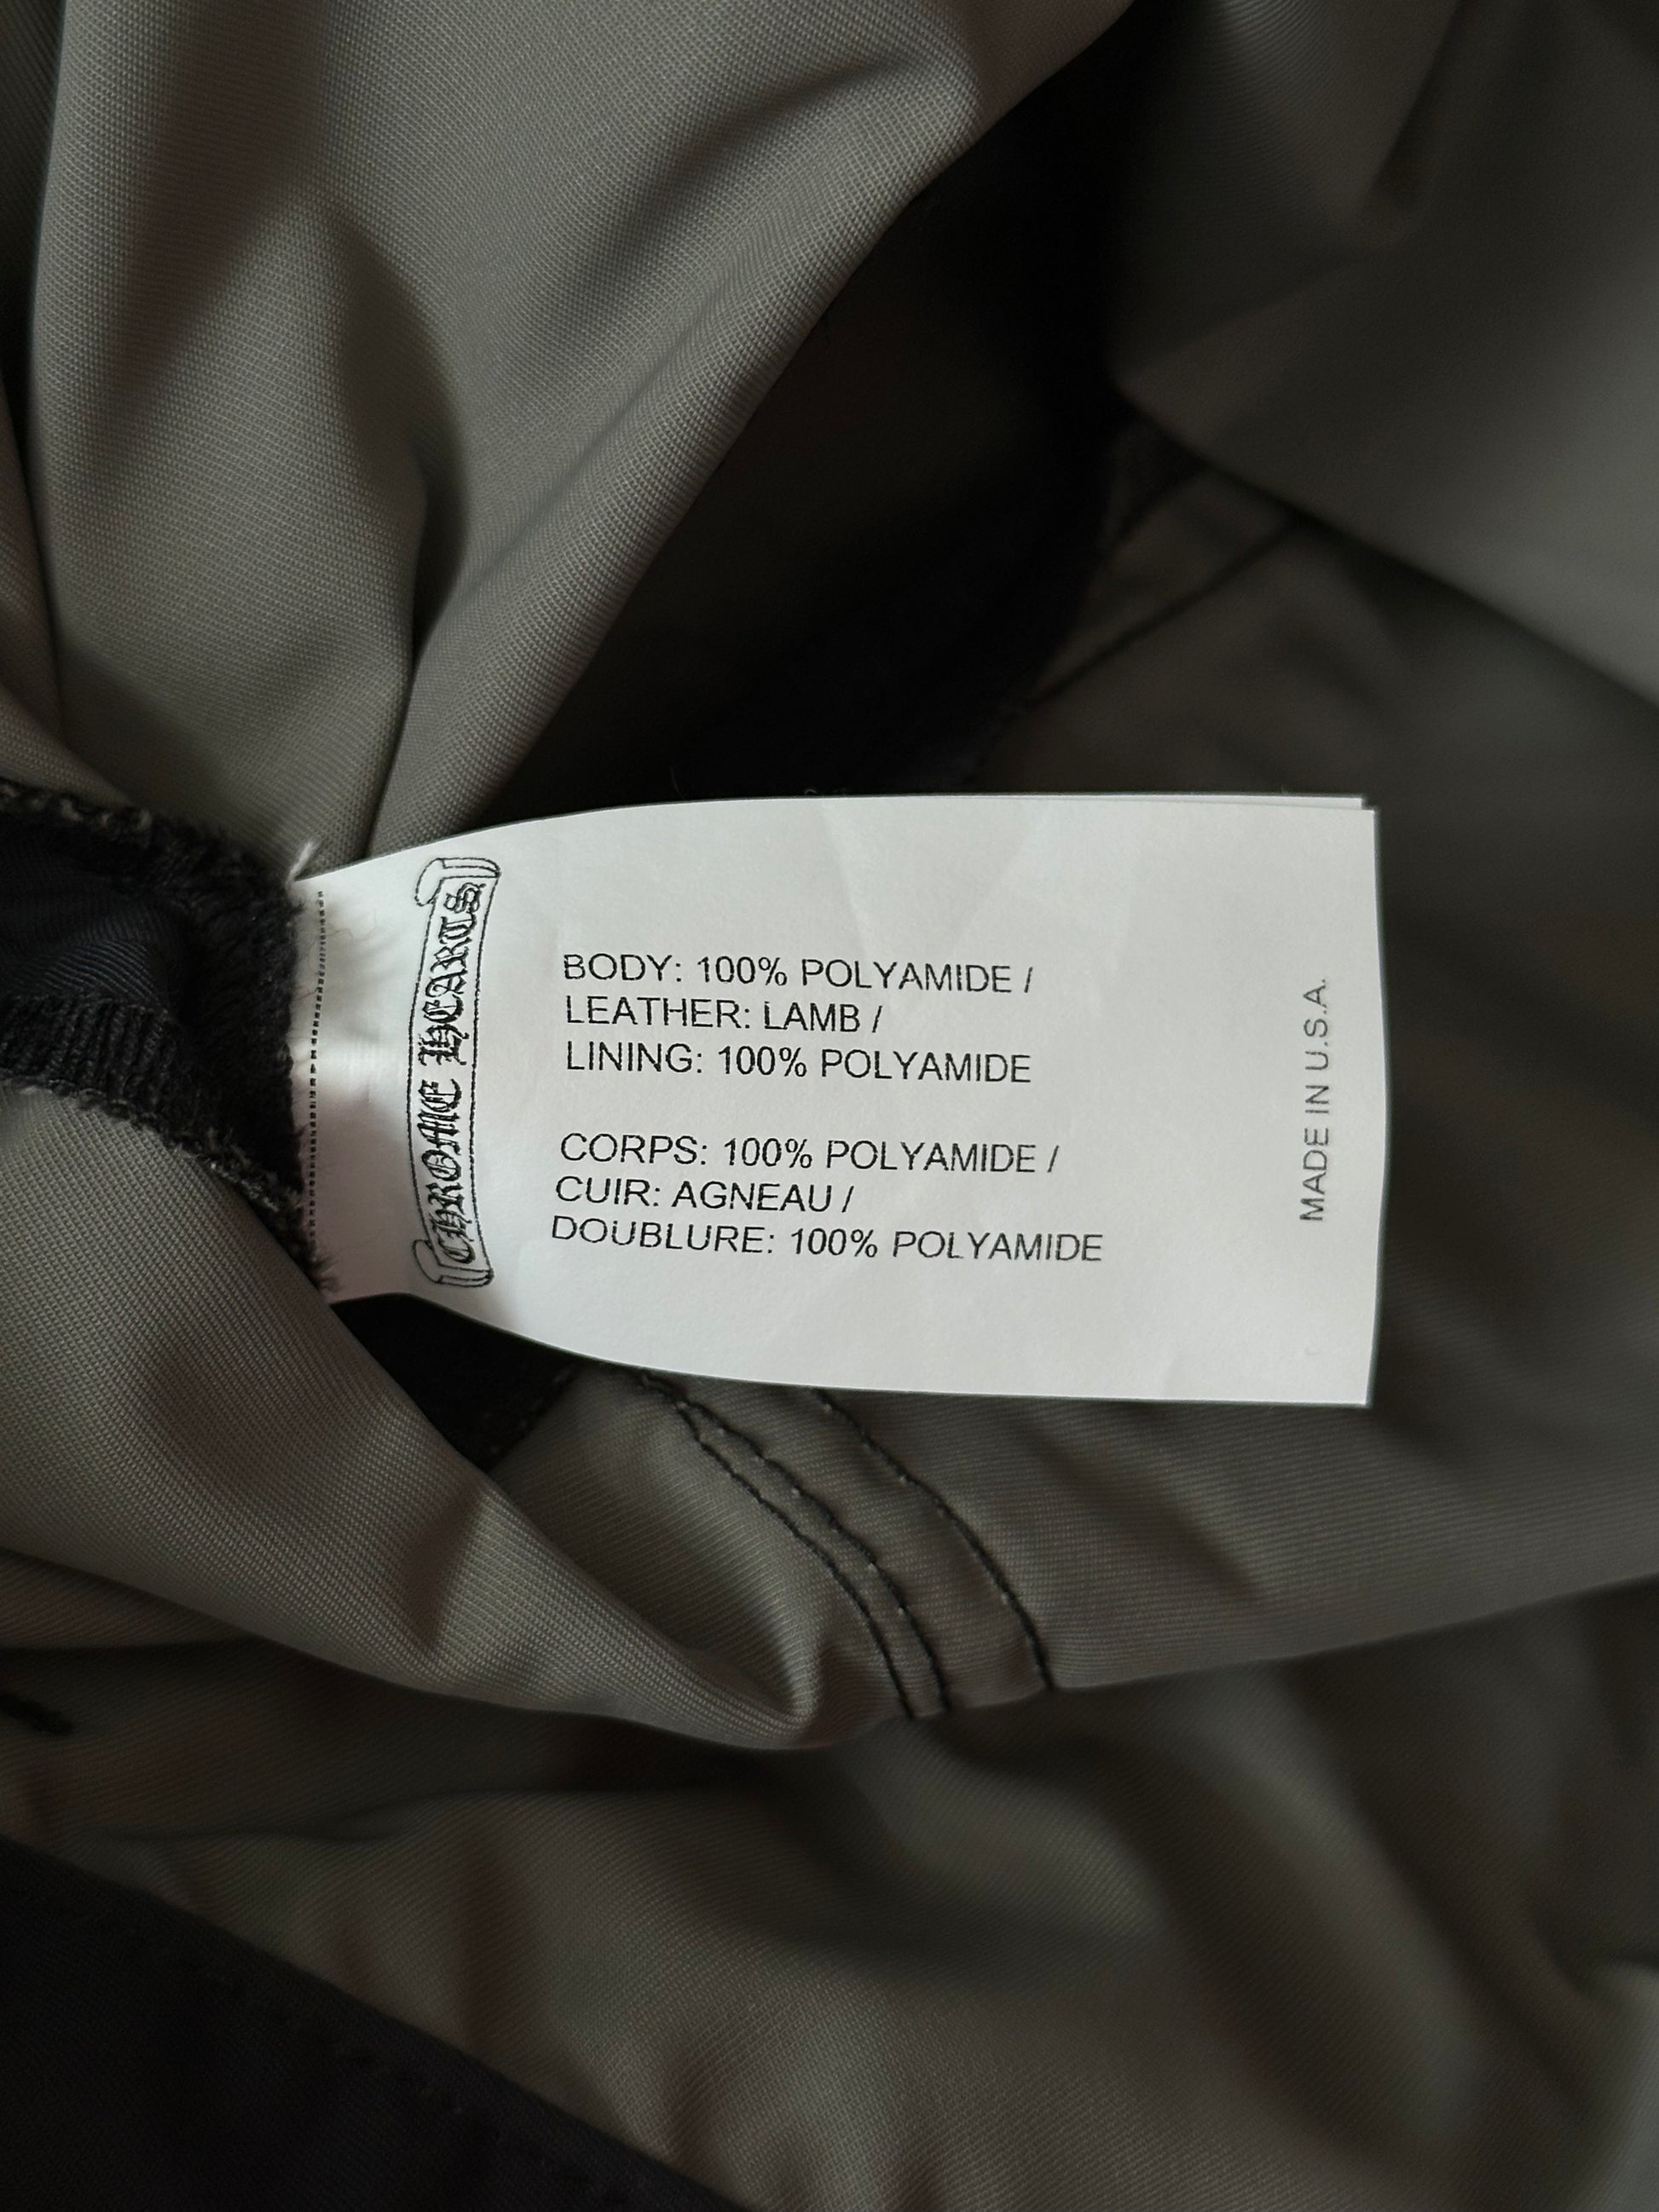 CHROME HEARTS
BODY: 100% POLYAMIDE /
LEATHER: LAMB /
LINING: 100% POLYAMIDE
CORPS: 100% POLYAMIDE /
CUIR: AGNEAU /
DOUBLURE: 100% POLYAMIDE
MADE IN U.S.A.